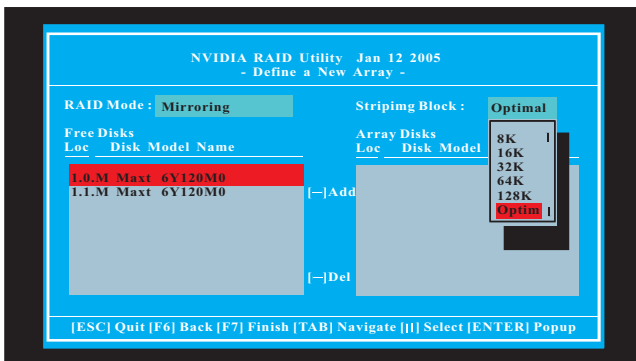 NVIDIA RAID Utility Jan 12 2005
- Define a New Array -
RAID Mode : Mirroring
Stripimg Block : Optimal
Free Disks
Loc Disk Model Name
Array Disks
Loc Disk Model
8K
16K
32K
64K
128K
Optim
1.0.M Maxt 6Y120M0
1.1.M Maxt 6Y120M0
[—]Add
[—]Del
[ESC] Quit [F6] Back [F7] Finish [TAB] Navigate [||] Select [ENTER] Popup